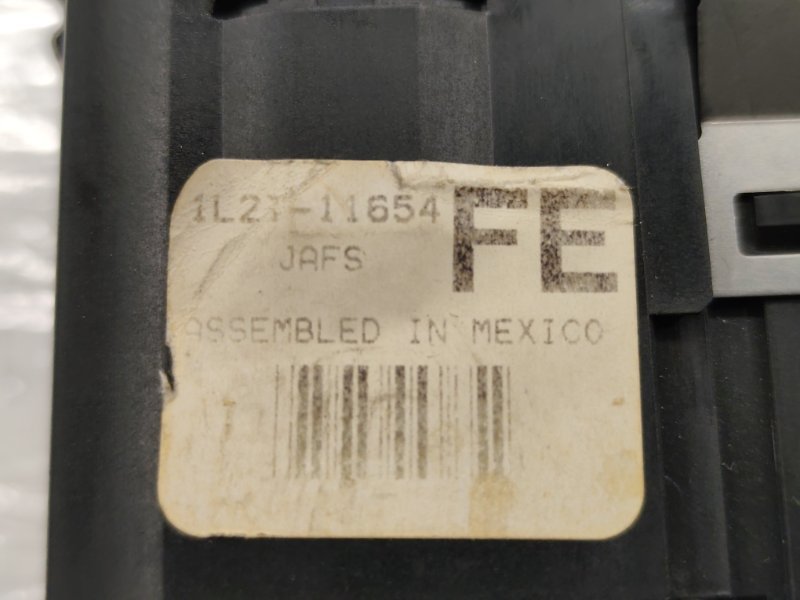 1L2T-11654 FE
JAFS
ASSEMBLED IN MEXICO